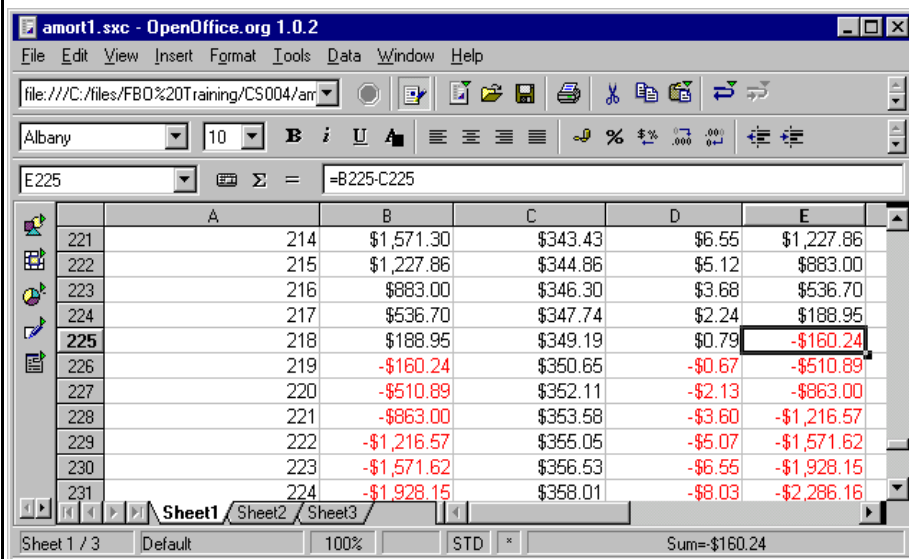 amort1.sxc - OpenOffice.org 1.0.2
File Edit View Insert Format Tools Data Window Help
file:///C:/files/FBO%20Training/CS004/am
Albany 10 B i U A % $% .000 .000
E225 Σ = =B225-C225
A B C D E
221 214 $1,571.30 $343.43 $6.55 $1,227.86
222 215 $1,227.86 $344.86 $5.12 $883.00
223 216 $883.00 $346.30 $3.68 $536.70
224 217 $536.70 $347.74 $2.24 $188.95
225 218 $188.95 $349.19 $0.79 -$160.24
226 219 -$160.24 $350.65 -$0.67 -$510.89
227 220 -$510.89 $352.11 -$2.13 -$863.00
228 221 -$863.00 $353.58 -$3.60 -$1,216.57
229 222 -$1,216.57 $355.05 -$5.07 -$1,571.62
230 223 -$1,571.62 $356.53 -$6.55 -$1,928.15
231 224 -$1,928.15 $358.01 -$8.03 -$2,286.16
Sheet1 Sheet2 Sheet3
Sheet 1 / 3 Default 100% STD * Sum=-$160.24